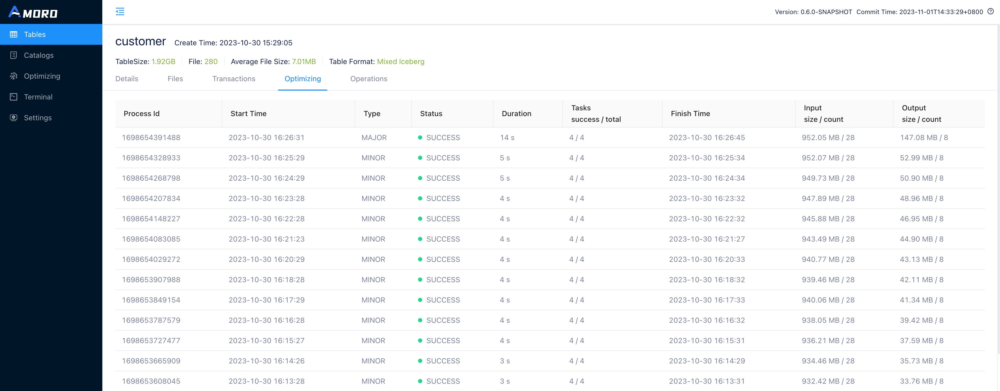 AMORO
Version: 0.6.0-SNAPSHOT Commit Time: 2023-11-01T14:33:29+0800
Tables
Catalogs
Optimizing
Terminal
Settings
customer Create Time: 2023-10-30 15:29:05
TableSize: 1.92GB File: 280 Average File Size: 7.01MB Table Format: Mixed Iceberg
Details Files Transactions Optimizing Operations
Process Id Start Time Type Status Duration Tasks success / total Finish Time Input size / count Output size / count
1698654391488 2023-10-30 16:26:31 MAJOR SUCCESS 14 s 4 / 4 2023-10-30 16:26:45 952.05 MB / 28 147.08 MB / 8
1698654328933 2023-10-30 16:25:29 MINOR SUCCESS 5 s 4 / 4 2023-10-30 16:25:34 952.07 MB / 28 52.99 MB / 8
1698654268798 2023-10-30 16:24:29 MINOR SUCCESS 5 s 4 / 4 2023-10-30 16:24:34 949.73 MB / 28 50.90 MB / 8
1698654207834 2023-10-30 16:23:28 MINOR SUCCESS 4 s 4 / 4 2023-10-30 16:23:32 947.89 MB / 28 48.96 MB / 8
1698654148227 2023-10-30 16:22:28 MINOR SUCCESS 4 s 4 / 4 2023-10-30 16:22:32 945.88 MB / 28 46.95 MB / 8
1698654083085 2023-10-30 16:21:23 MINOR SUCCESS 4 s 4 / 4 2023-10-30 16:21:27 943.49 MB / 28 44.90 MB / 8
1698654029272 2023-10-30 16:20:29 MINOR SUCCESS 4 s 4 / 4 2023-10-30 16:20:33 940.77 MB / 28 43.13 MB / 8
1698653907988 2023-10-30 16:18:28 MINOR SUCCESS 4 s 4 / 4 2023-10-30 16:18:32 939.46 MB / 28 42.11 MB / 8
1698653849154 2023-10-30 16:17:29 MINOR SUCCESS 4 s 4 / 4 2023-10-30 16:17:33 940.06 MB / 28 41.34 MB / 8
1698653787579 2023-10-30 16:16:28 MINOR SUCCESS 4 s 4 / 4 2023-10-30 16:16:32 938.05 MB / 28 39.42 MB / 8
1698653727477 2023-10-30 16:15:27 MINOR SUCCESS 4 s 4 / 4 2023-10-30 16:15:31 936.21 MB / 28 37.59 MB / 8
1698653665909 2023-10-30 16:14:26 MINOR SUCCESS 3 s 4 / 4 2023-10-30 16:14:29 934.46 MB / 28 35.73 MB / 8
1698653608045 2023-10-30 16:13:28 MINOR SUCCESS 3 s 4 / 4 2023-10-30 16:13:31 932.42 MB / 28 33.76 MB / 8